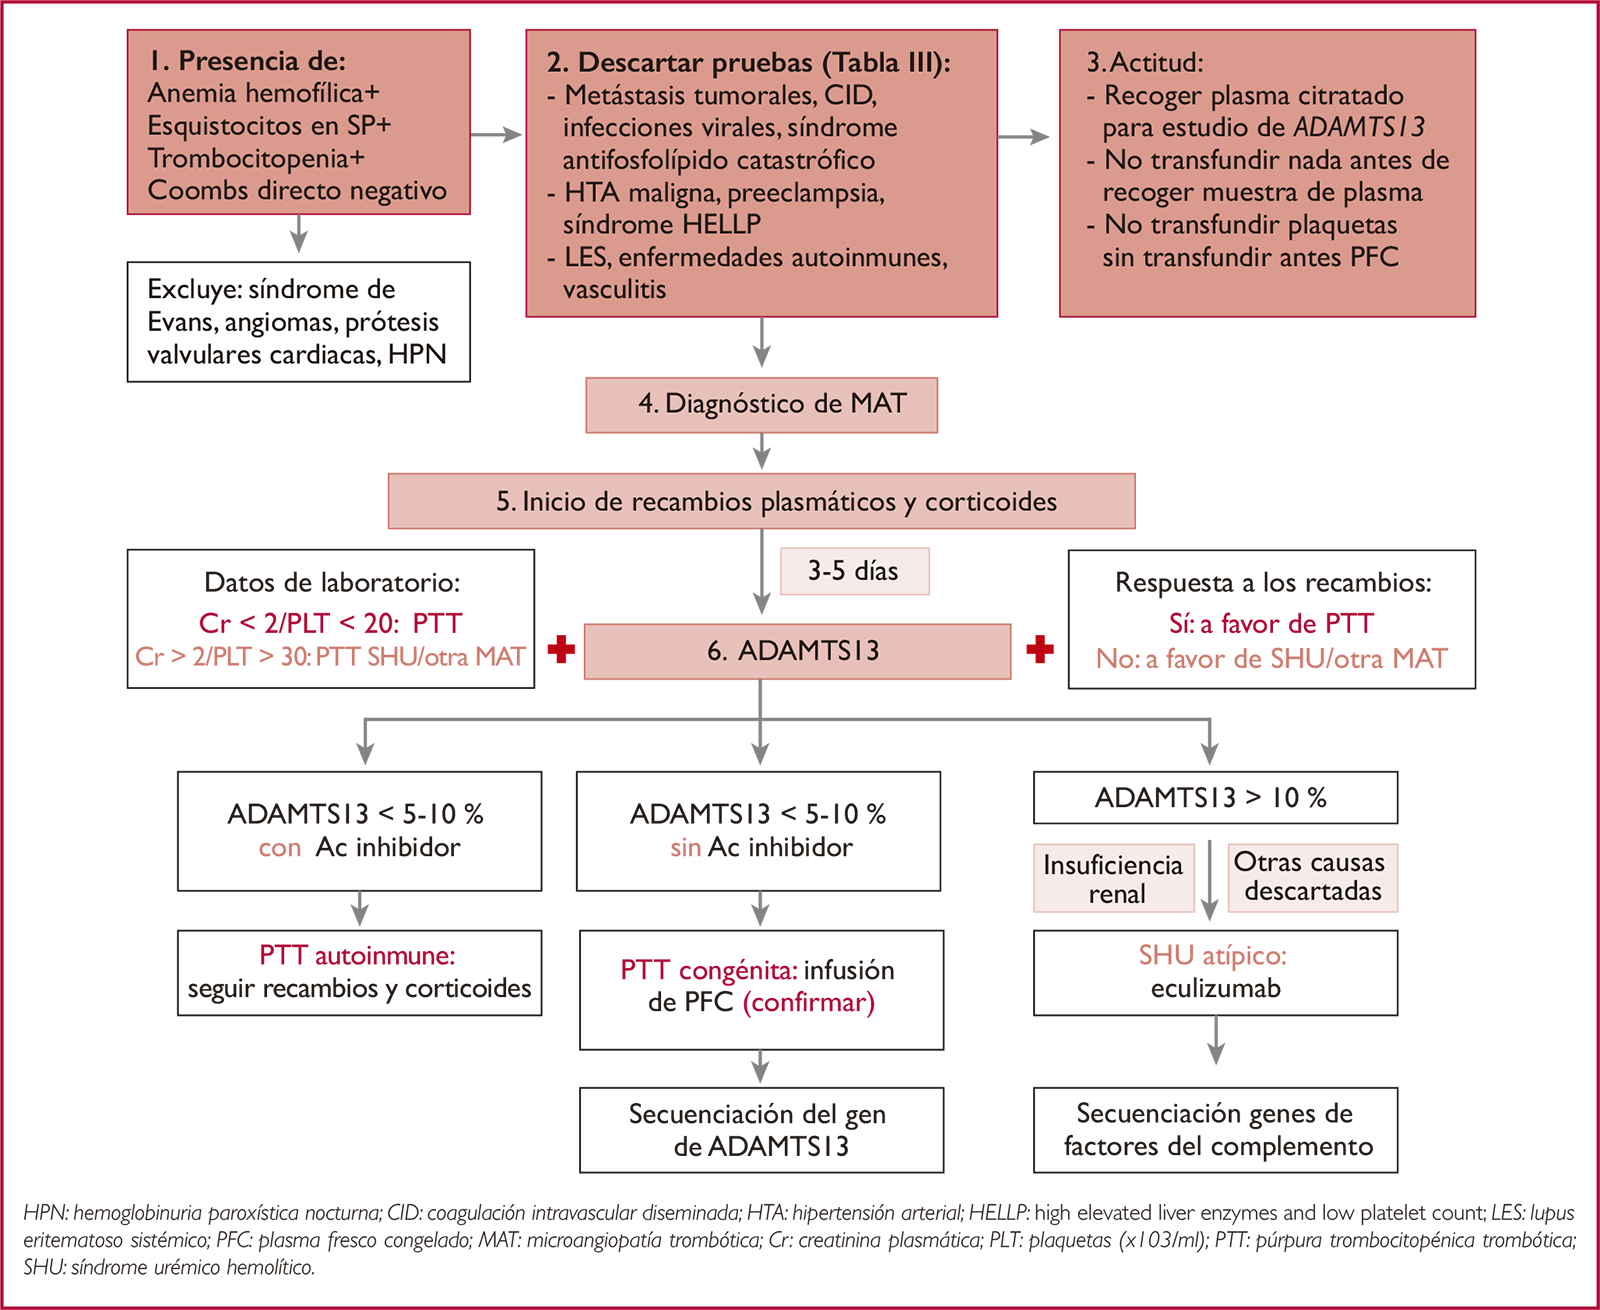 1. Presencia de:
Anemia hemofílica+
Esquistocitos en SP+
Trombocitopenia+
Coombs directo negativo
2. Descartar pruebas (Tabla III):
- Metástasis tumorales, CID,
infecciones virales, síndrome
antifosfolípido catastrófico
- HTA maligna, preeclampsia,
síndrome HELLP
- LES, enfermedades autoinmunes,
vasculitis
3. Actitud:
- Recoger plasma citratado
para estudio de ADAMTS13
- No transfundir nada antes de
recoger muestra de plasma
- No transfundir plaquetas
sin transfundir antes PFC
Excluye: síndrome de
Evans, angiomas, prótesis
valvulares cardiacas, HPN
4. Diagnóstico de MAT
5. Inicio de recambios plasmáticos y corticoides
3-5 días
Datos de laboratorio:
Cr < 2/PLT < 20: PTT
Cr > 2/PLT > 30: PTT SHU/otra MAT
6. ADAMTS13
Respuesta a los recambios:
Sí: a favor de PTT
No: a favor de SHU/otra MAT
ADAMTS13 < 5-10 %
con Ac inhibidor
ADAMTS13 < 5-10 %
sin Ac inhibidor
ADAMTS13 > 10 %
Insuficiencia
renal
Otras causas
descartadas
PTT autoinmune:
seguir recambios y corticoides
PTT congénita: infusión
de PFC (confirmar)
SHU atípico:
eculizumab
Secuenciación del gen
de ADAMTS13
Secuenciación genes de
factores del complemento
HPN: hemoglobinuria paroxística nocturna; CID: coagulación intravascular diseminada; HTA: hipertensión arterial; HELLP: high elevated liver enzymes and low platelet count; LES: lupus
eritematoso sistémico; PFC: plasma fresco congelado; MAT: microangiopatía trombótica; Cr: creatinina plasmática; PLT: plaquetas (x103/ml); PTT: púrpura trombocitopénica trombótica;
SHU: síndrome urémico hemolítico.